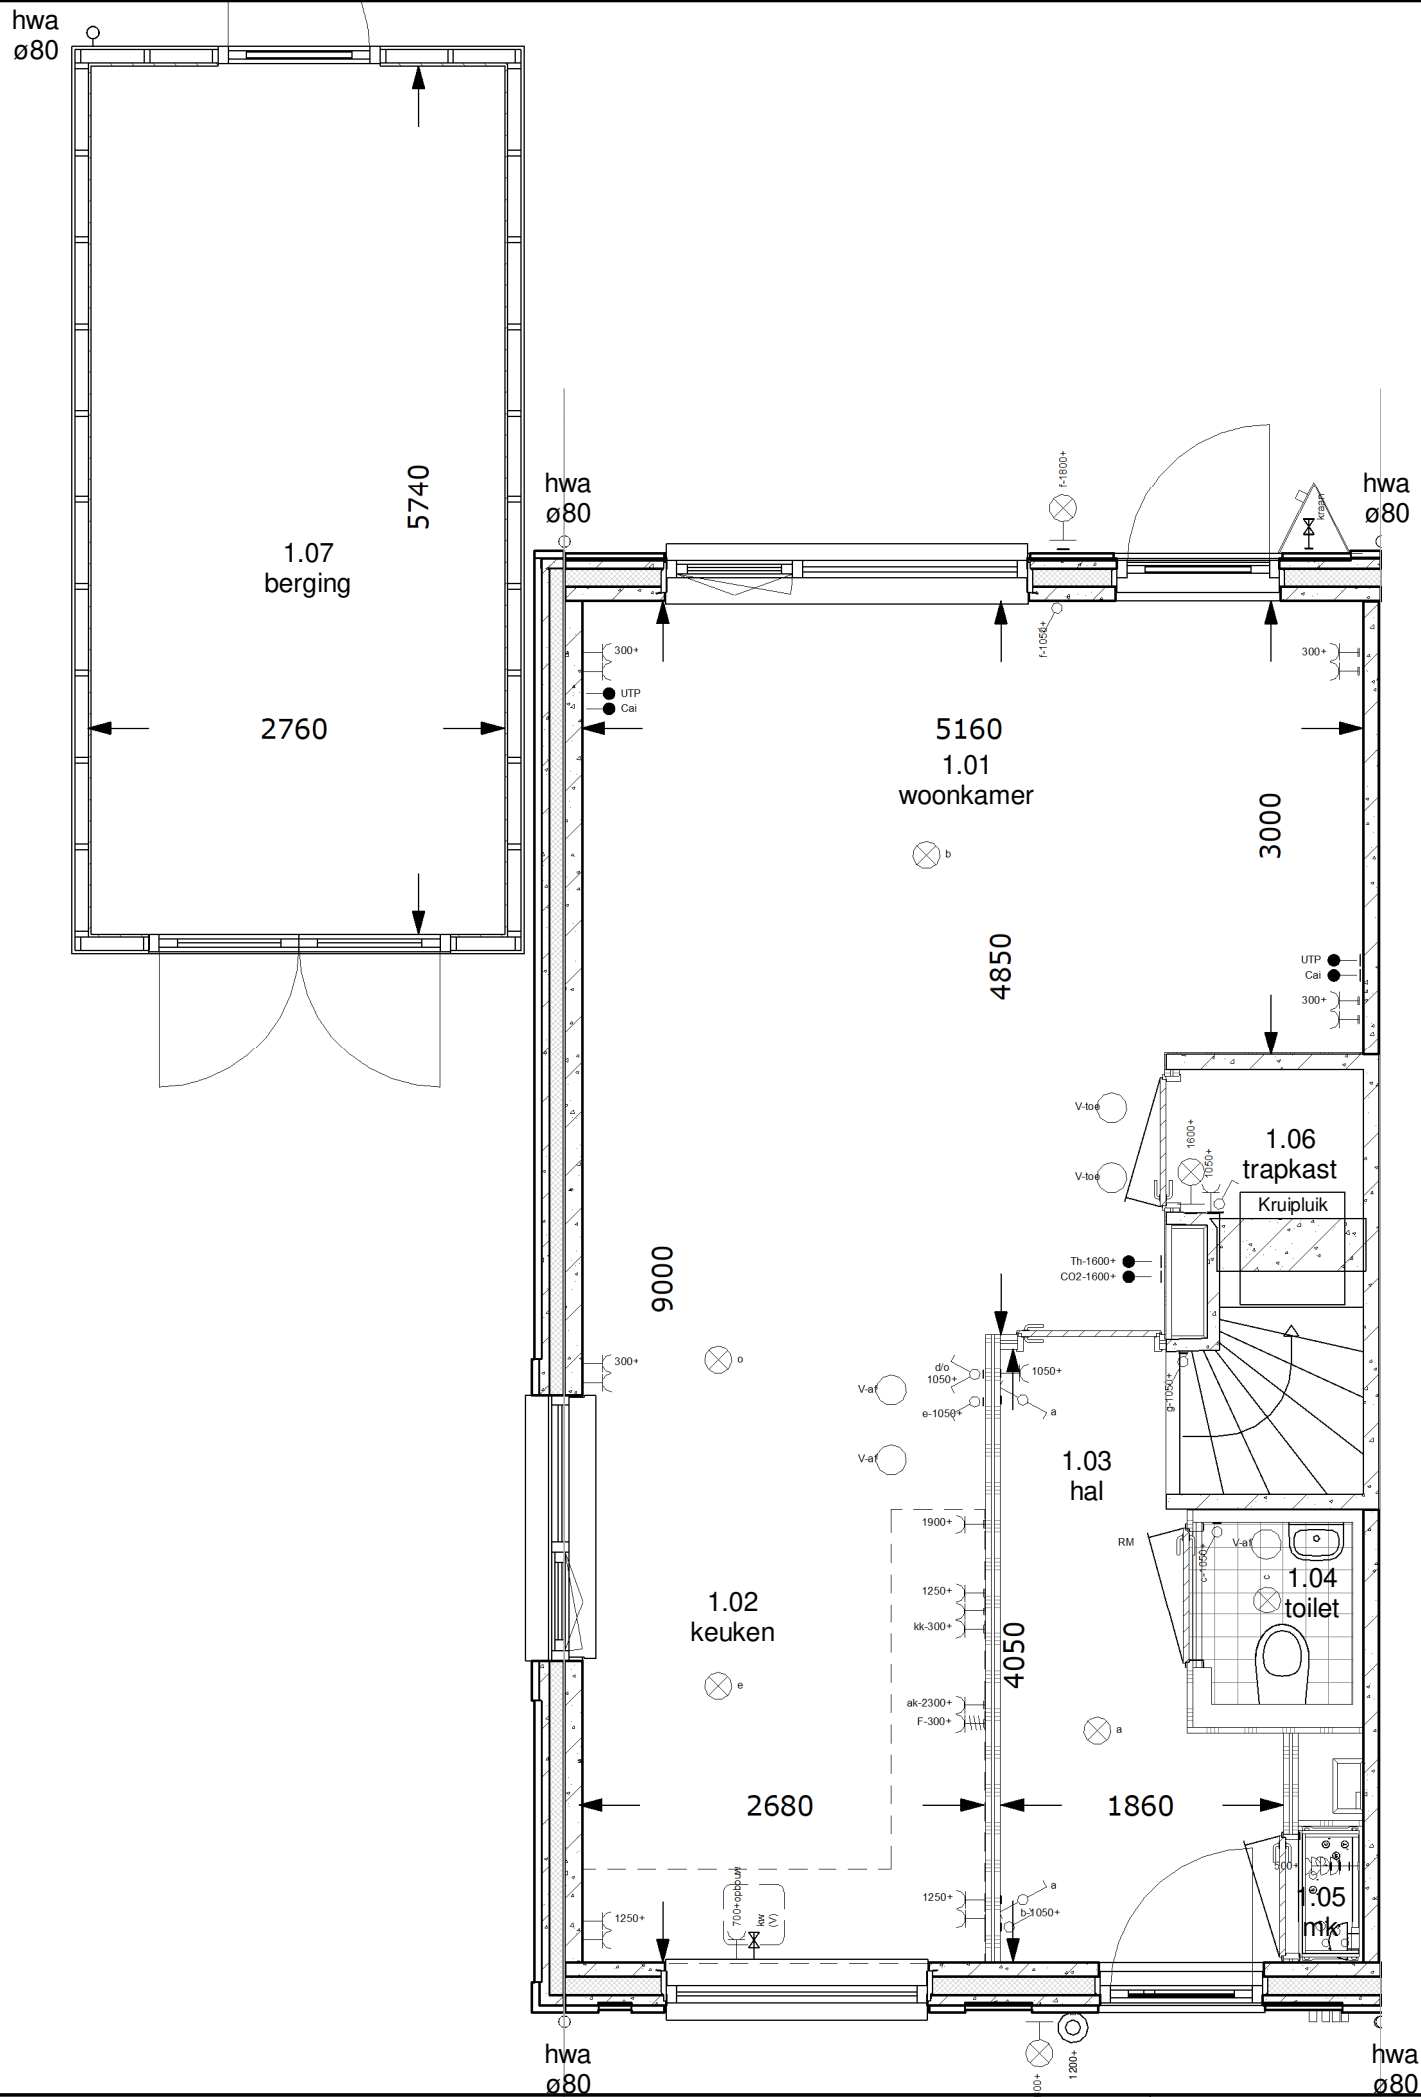 hwa
ø80
5740
1.07
berging
2760
hwa
ø80
f-1800+
kraan
hwa
ø80
f-1050+
300+
UTP
Cai
300+
5160
1.01
woonkamer
3000
b
4850
UTP
Cai
300+
V-toe
V-toe
1600+
1050+
1.06
trapkast
Kruipluik
Th-1600+
CO2-1600+
9000
300+
o
d/o
1050+
e-1050+
1050+
a
V-af
V-af
g-1050+
1.03
hal
1900+
RM
c-1050+
V-af
c
1.04
toilet
1250+
kk-300+
1.02
keuken
4050
e
ak-2300+
F-300+
a
2680
1860
500+
1.05
mk
1250+
700+opbouw
kw
(V)
1250+
a
b-1050+
hwa
ø80
1200+
hwa
ø80